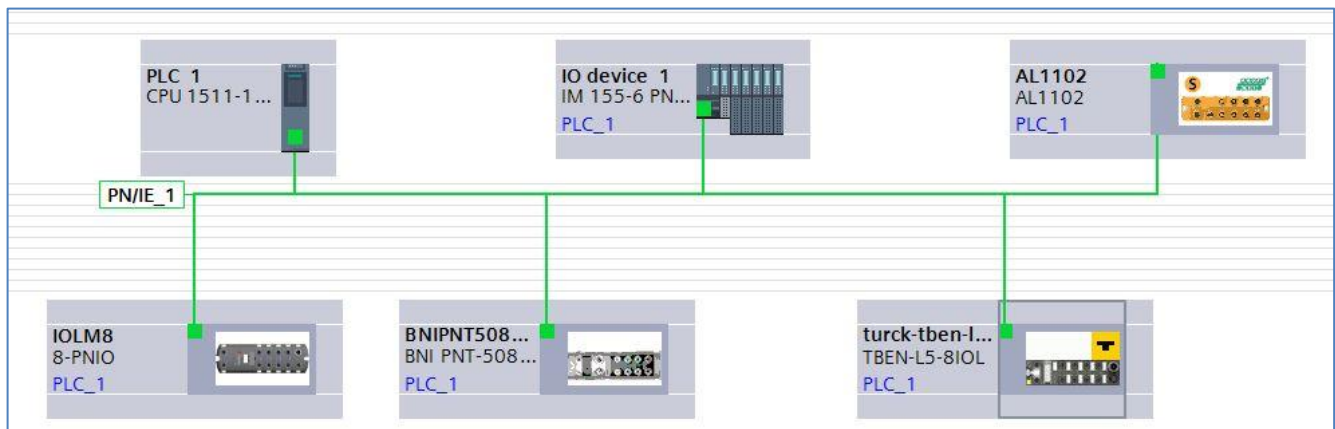 PLC_1
CPU 1511-1...
IO device_1
IM 155-6 PN...
PLC_1
AL1102
AL1102
PLC_1
PN/IE_1
IOLM8
8-PNIO
PLC_1
BNIPNT508...
BNI PNT-508...
PLC_1
turck-tben-l...
TBEN-L5-8IOL
PLC_1